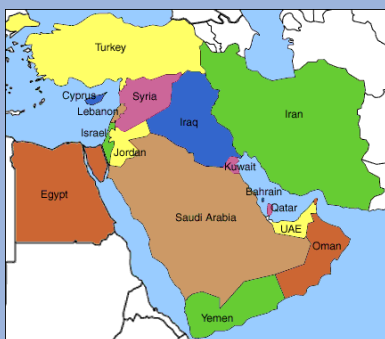 Turkey
Cyprus
Syria
Lebanon
Israel
Iraq
Iran
Jordan
Kuwait
Egypt
Bahrain
Qatar
Saudi Arabia
UAE
Oman
Yemen